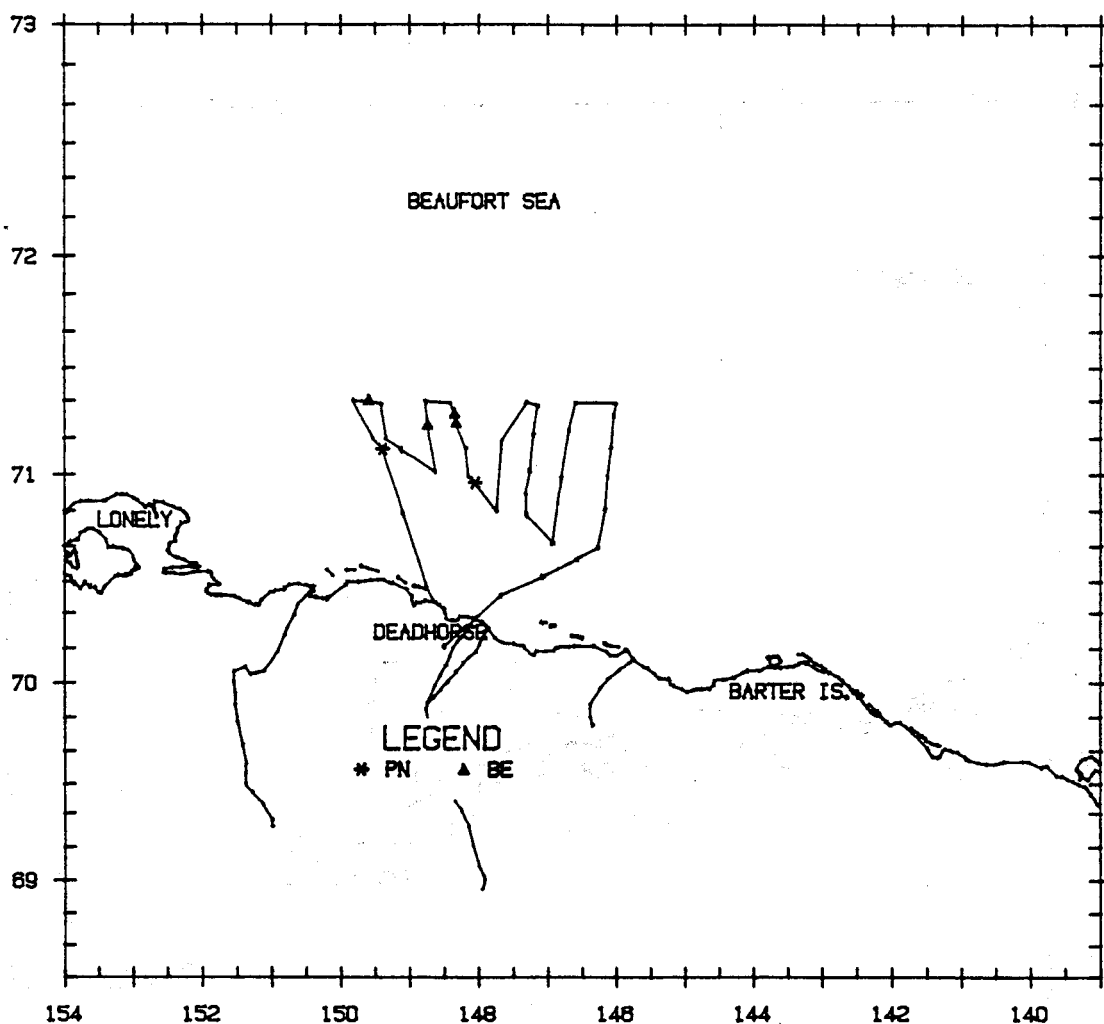 73
BEAUFORT SEA
72
71
LONELY
DEADHORSE
70
BARTER IS.
LEGEND
* PN ▲ BE
69
154 152 150 148 146 144 142 140